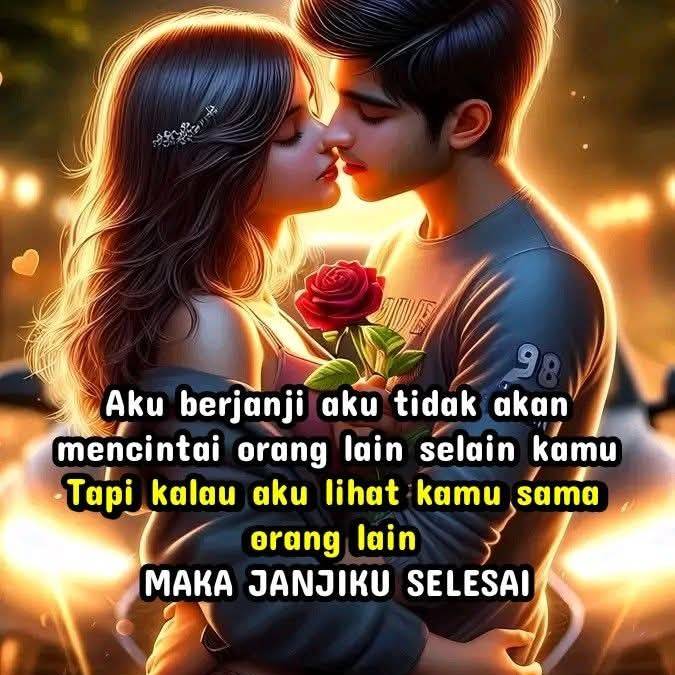 98
Aku berjanji aku tidak akan
mencintai orang lain selain kamu
Tapi kalau aku lihat kamu sama
orang lain
MAKA JANJIKU SELESAI